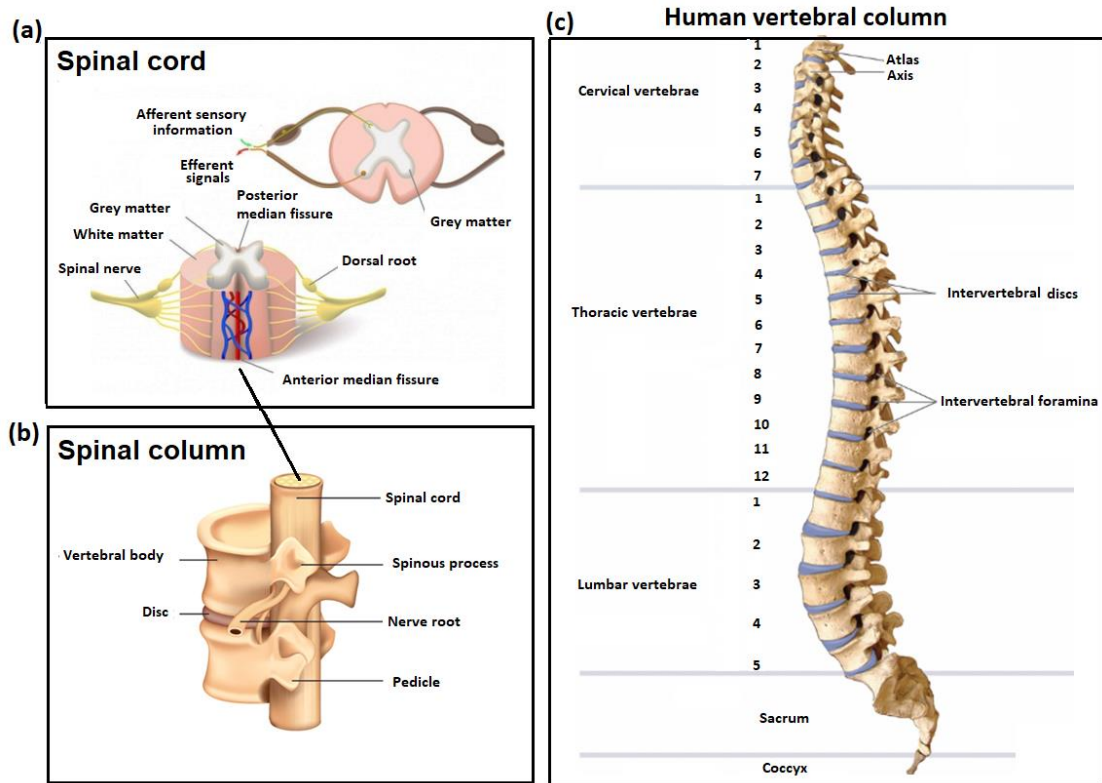 (a)
Spinal cord
Afferent sensory
information
Efferent
signals
Posterior
median fissure
Grey matter
Grey matter
White matter
Spinal nerve
Dorsal root
Anterior median fissure
(b)
Spinal column
Spinal cord
Vertebral body
Spinous process
Disc
Nerve root
Pedicle
(c)
Human vertebral column
Cervical vertebrae
1
2
3
4
5
6
7
Atlas
Axis
Thoracic vertebrae
1
2
3
4
5
6
7
8
9
10
11
12
Intervertebral discs
Intervertebral foramina
Lumbar vertebrae
1
2
3
4
5
Sacrum
Coccyx